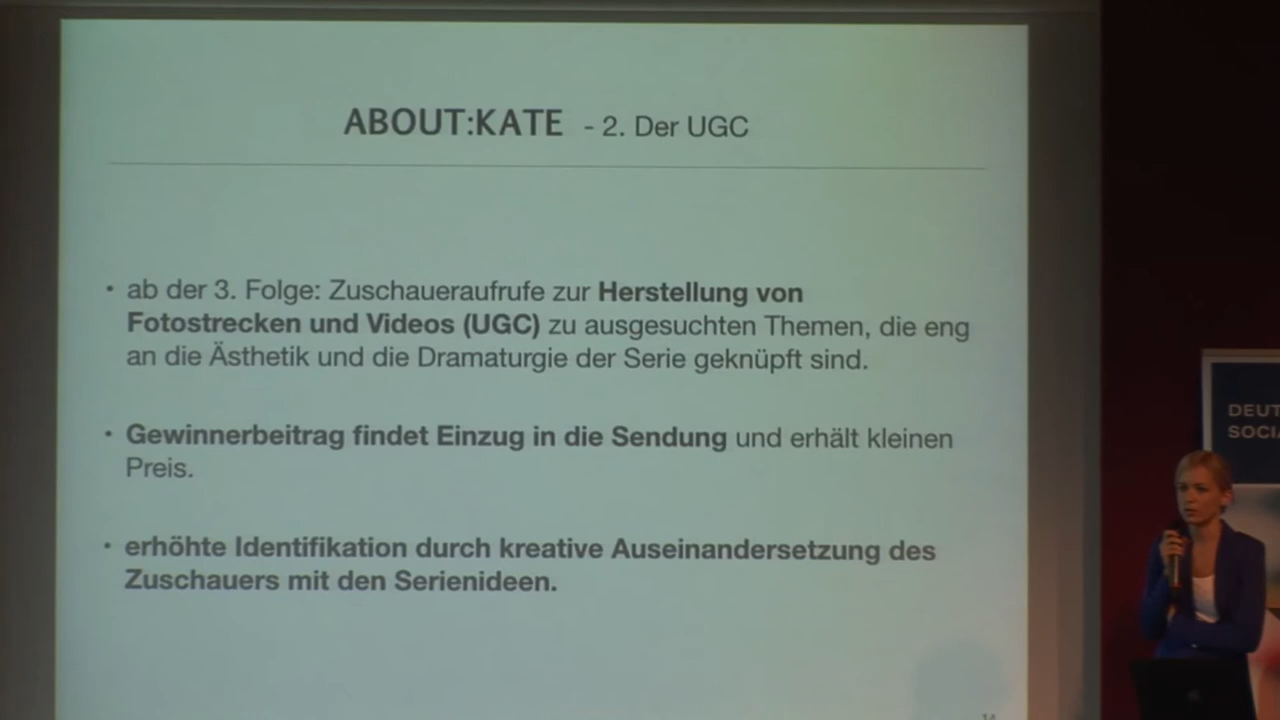 ABOUT:KATE - 2. Der UGC
• ab der 3. Folge: Zuschaueraufrufe zur Herstellung von
Fotostrecken und Videos (UGC) zu ausgesuchten Themen, die eng
an die Ästhetik und die Dramaturgie der Serie geknüpft sind.
• Gewinnerbeitrag findet Einzug in die Sendung und erhält kleinen
Preis.
• erhöhte Identifikation durch kreative Auseinandersetzung des
Zuschauers mit den Serienideen.
DEUT
SOCI